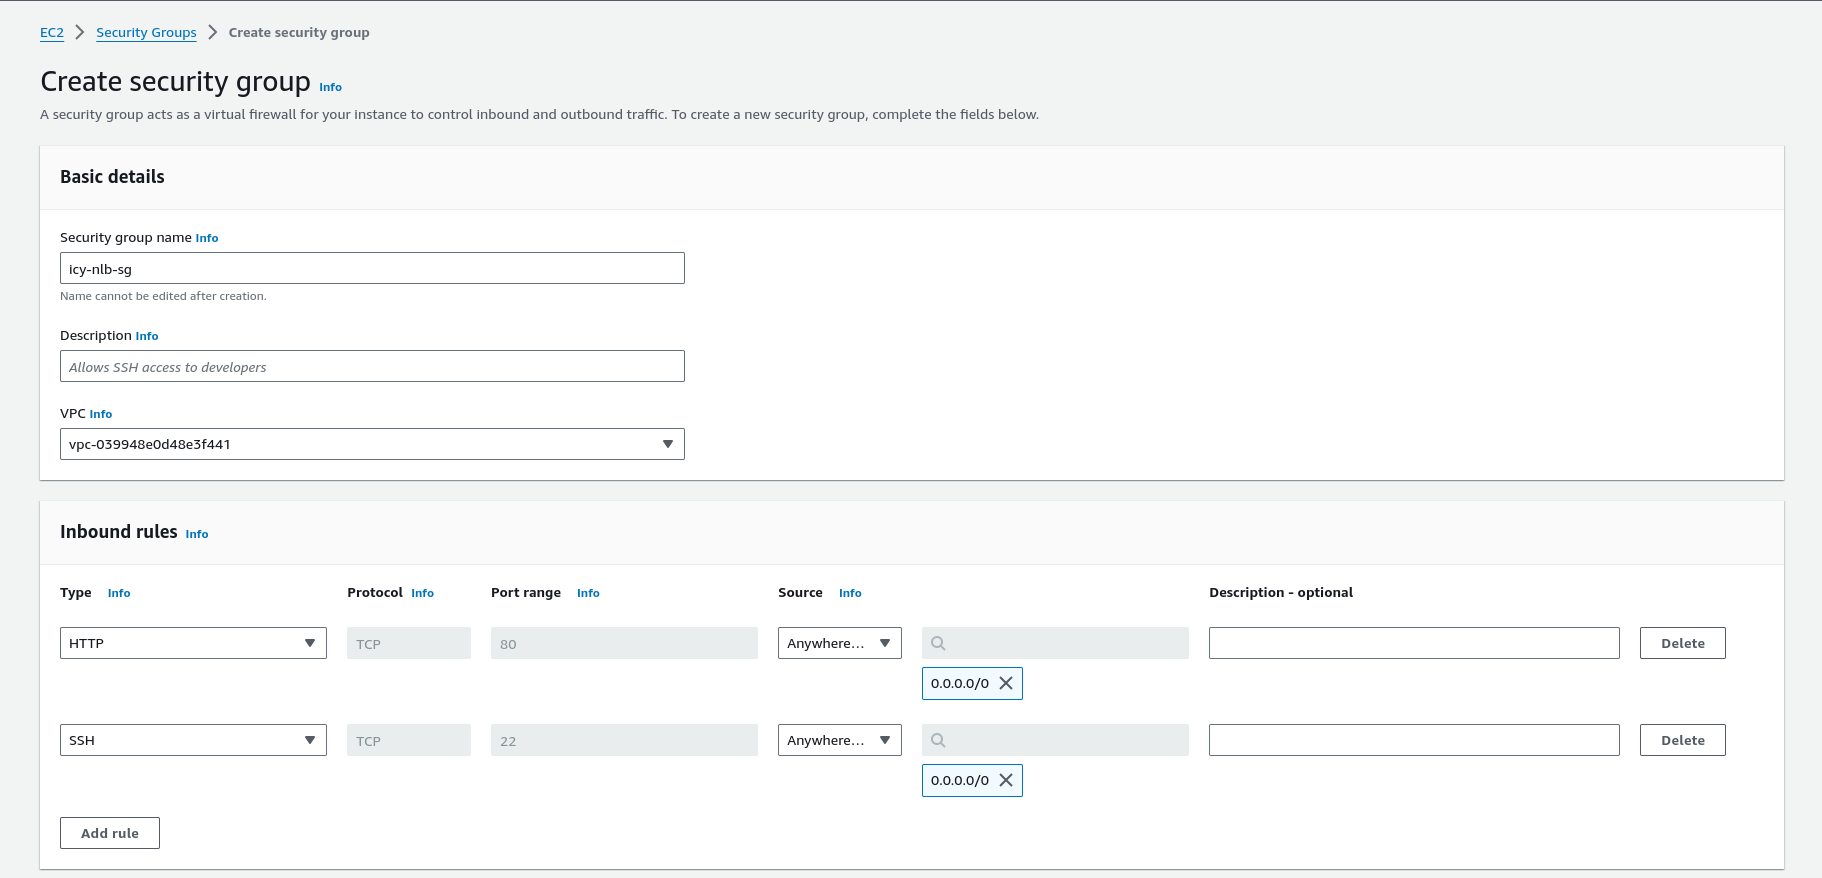 EC2 > Security Groups > Create security group
Create security group Info
A security group acts as a virtual firewall for your instance to control inbound and outbound traffic. To create a new security group, complete the fields below.
Basic details
Security group name Info
icy-nlb-sg
Name cannot be edited after creation.
Description Info
Allows SSH access to developers
VPC Info
vpc-039948e0d48e3f441
Inbound rules Info
Type Info Protocol Info Port range Info Source Info Description - optional
HTTP TCP 80 Anywhere... Delete
0.0.0.0/0
SSH TCP 22 Anywhere... Delete
0.0.0.0/0
Add rule